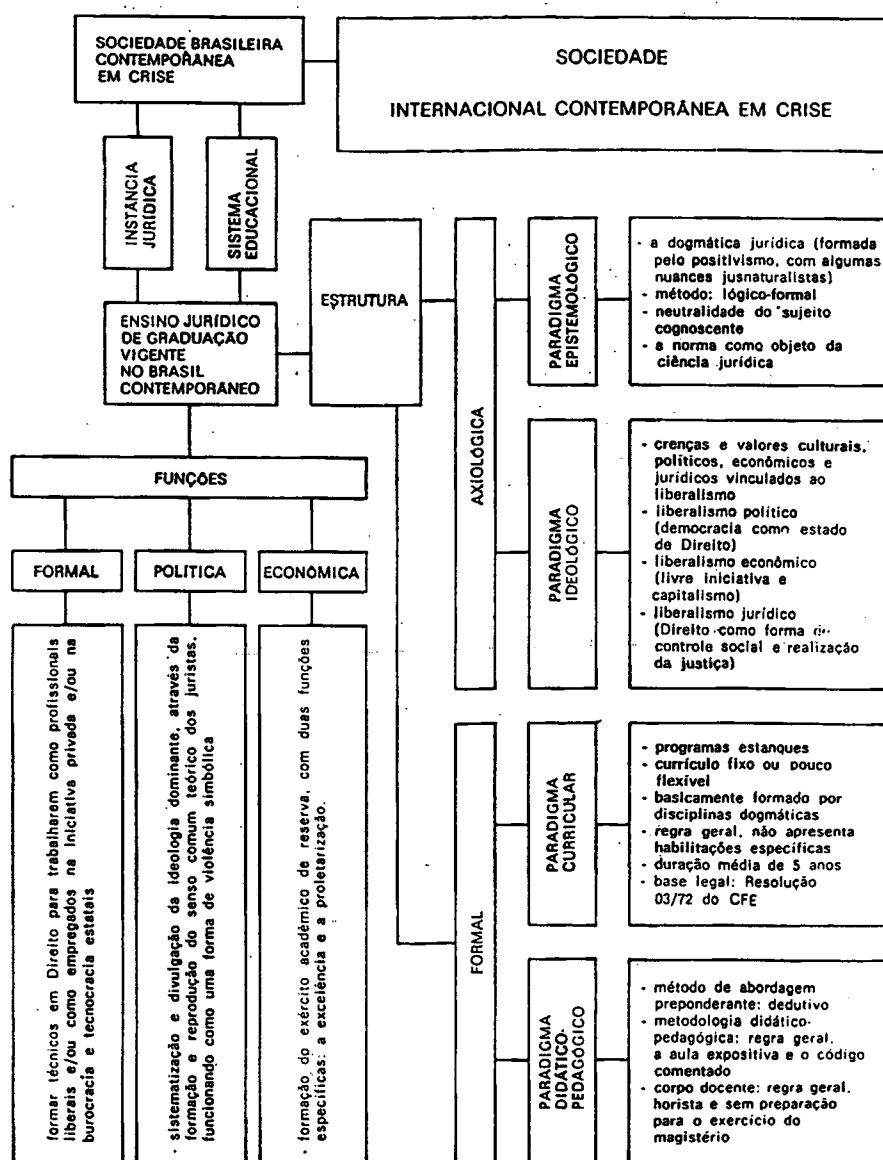 SOCIEDADE BRASILEIRA
CONTEMPORÂNEA
EM CRISE
SOCIEDADE
INTERNACIONAL CONTEMPORÂNEA EM CRISE
INSTÂNCIA
JURÍDICA
SISTEMA
EDUCACIONAL
ENSINO JURÍDICO
DE GRADUAÇÃO
VIGENTE
NO BRASIL
CONTEMPORÂNEO
ESTRUTURA
FUNÇÕES
FORMAL
POLÍTICA
ECONÔMICA
formar técnicos em Direito para trabalharem como profissionais
liberais e/ou como empregados na Iniciativa privada e/ou na
burocracia e tecnocracia estatais
· sistematização e divulgação da ideologia dominante, através da
formação e reprodução do senso comum teórico dos juristas,
funcionando como uma forma de violência simbólica
· formação do exército acadêmico de reserva, com duas funções
específicas: a excelência e a proletarização.
AXIOLÓGICA
PARADIGMA
EPISTEMOLÓGICO
- a dogmática jurídica (formada
pelo positivismo, com algumas
nuances jusnaturalistas)
- método: lógico-formal
- neutralidade do sujeito
cognoscente
- a norma como objeto da
ciência jurídica
PARADIGMA
IDEOLÓGICO
- crenças e valores culturais,
políticos, econômicos e
jurídicos vinculados ao
liberalismo
- liberalismo político
(democracia como estado
de Direito)
- liberalismo econômico
(livre iniciativa e
capitalismo)
- liberalismo jurídico
(Direito como forma
controle social e realização
da justiça)
FORMAL
PARADIGMA
CURRICULAR
- programas estanques
- currículo fixo ou pouco
flexível
- basicamente formado por
disciplinas dogmáticas
- regra geral, não apresenta
habilitações específicas
- duração média de 5 anos
- base legal: Resolução
03/72 do CFE
PARADIGMA
DIDÁTICO-
PEDAGÓGICO
- método de abordagem
preponderante: dedutivo
- metodologia didático-
pedagógica: regra geral,
a aula expositiva e o código
comentado
- corpo docente: regra geral,
horista e sem preparação
para o exercício do
magistério